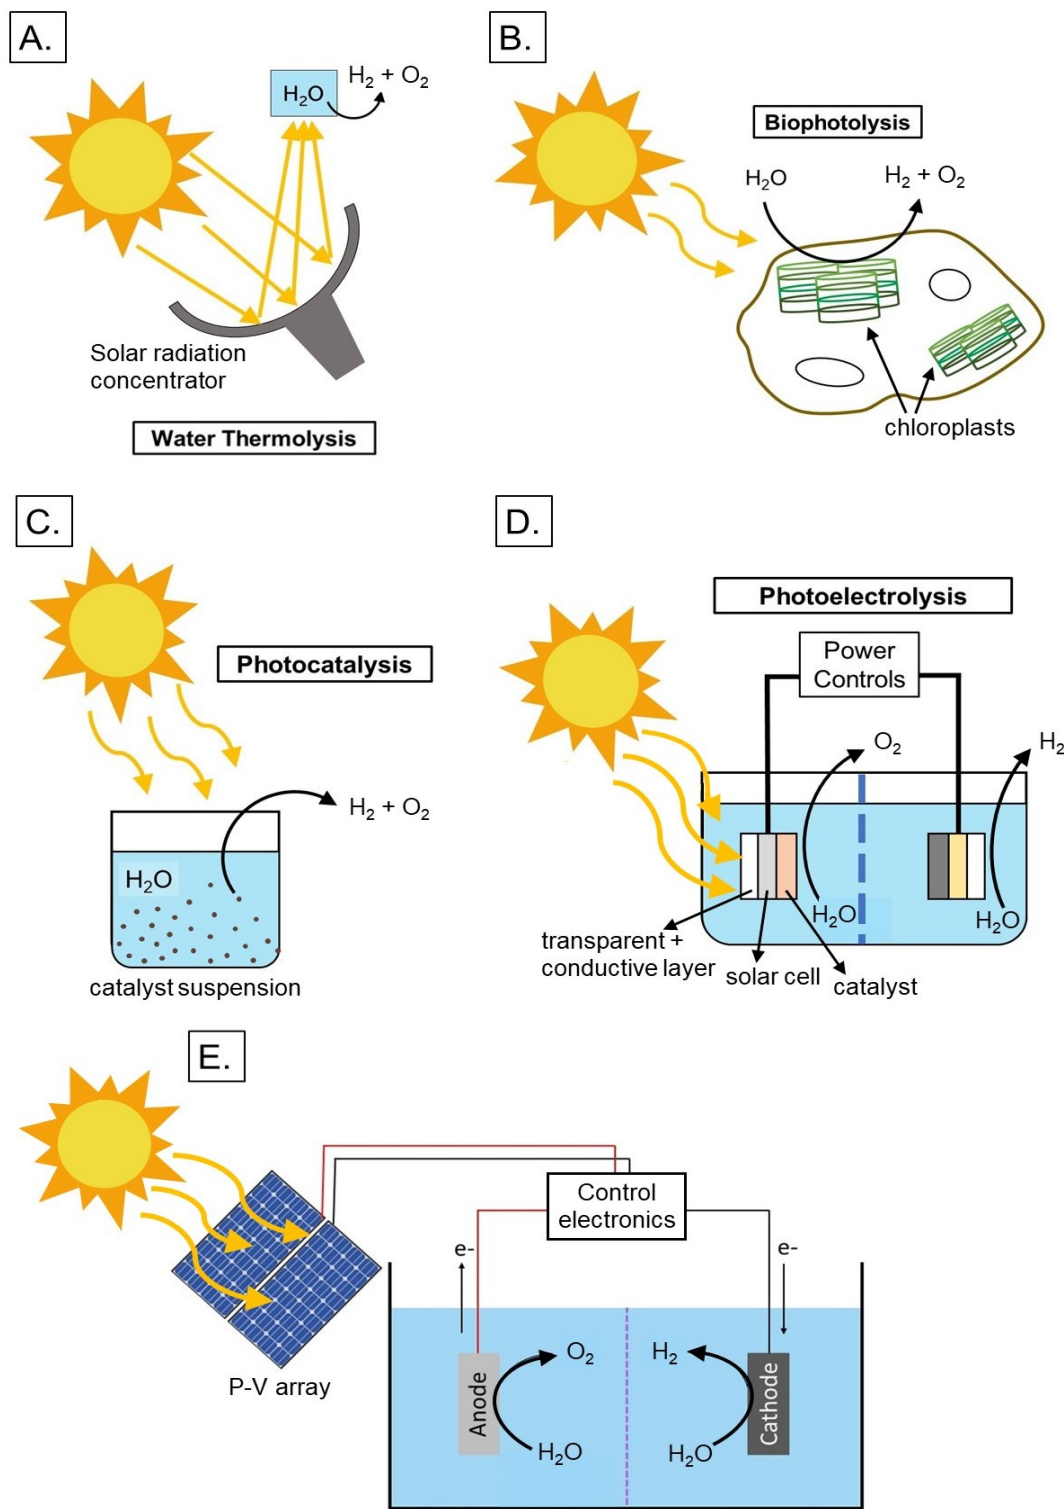 A.
H₂O
H₂ + O₂
Solar radiation
concentrator
Water Thermolysis
B.
Biophotolysis
H₂O
H₂ + O₂
chloroplasts
C.
Photocatalysis
H₂ + O₂
H₂O
catalyst suspension
D.
Photoelectrolysis
Power
Controls
O₂
H₂
H₂O
H₂O
transparent +
conductive layer
solar cell
catalyst
E.
Control
electronics
e-
e-
P-V array
Anode
O₂
H₂O
H₂
H₂O
Cathode